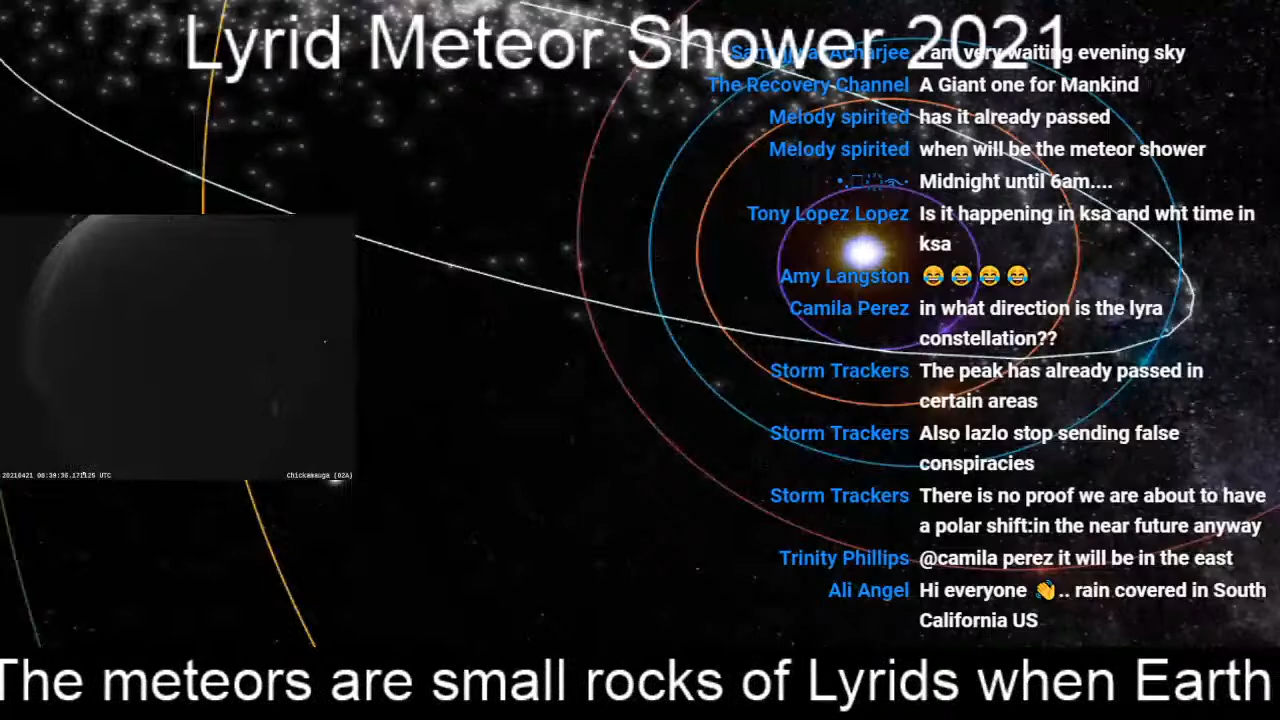 Lyrid Meteor Shower 2021
Acharjee I am very waiting evening sky
The Recovery Channel A Giant one for Mankind
Melody spirited has it already passed
Melody spirited when will be the meteor shower
Midnight until 6am....
Tony Lopez Lopez Is it happening in ksa and wht time in
ksa
Amy Langston 😂 😂 😂 😂
Camila Perez in what direction is the lyra
constellation??
Storm Trackers The peak has already passed in
certain areas
Storm Trackers Also lazlo stop sending false
conspiracies
Storm Trackers There is no proof we are about to have
a polar shift:in the near future anyway
Trinity Phillips @camila perez it will be in the east
Ali Angel Hi everyone 👋.. rain covered in South
California US
20210421 UTC
Chickamauga (02A)
The meteors are small rocks of Lyrids when Earth